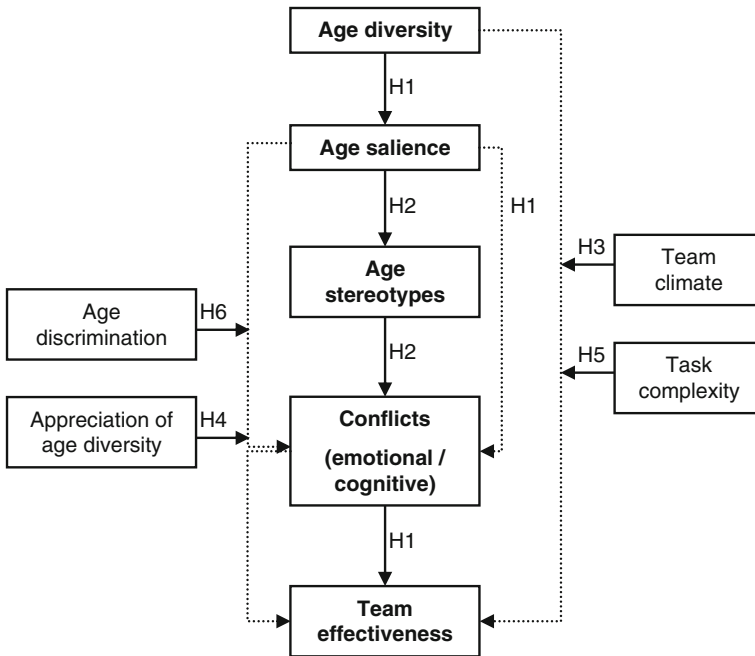 Age diversity
H1
Age salience
H2
H1
Age
stereotypes
H3
Team
climate
Age
discrimination
H6
H2
H5
Task
complexity
Appreciation of
age diversity
H4
Conflicts
(emotional /
cognitive)
H1
Team
effectiveness